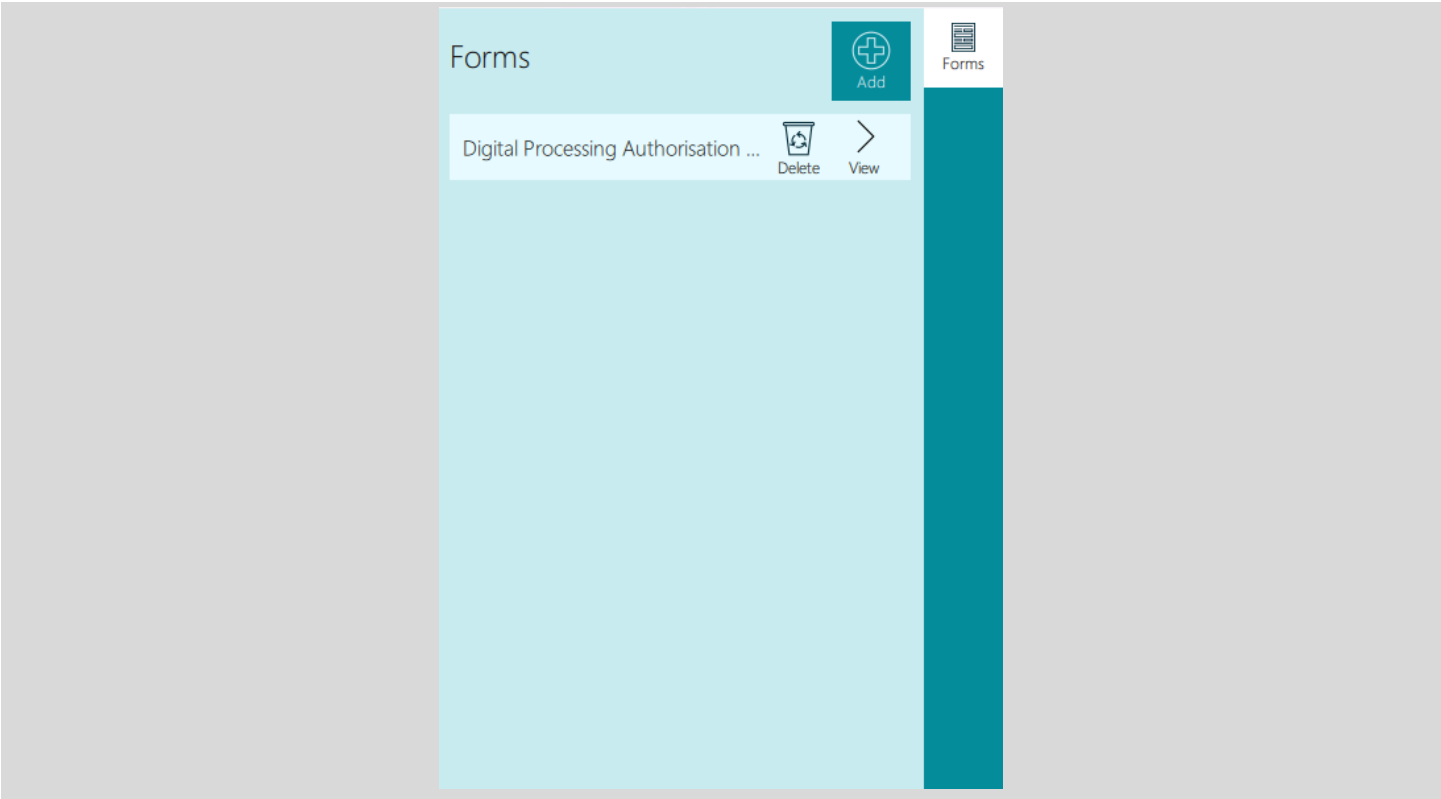 Forms
Add
Forms
Digital Processing Authorisation ...
Delete
View